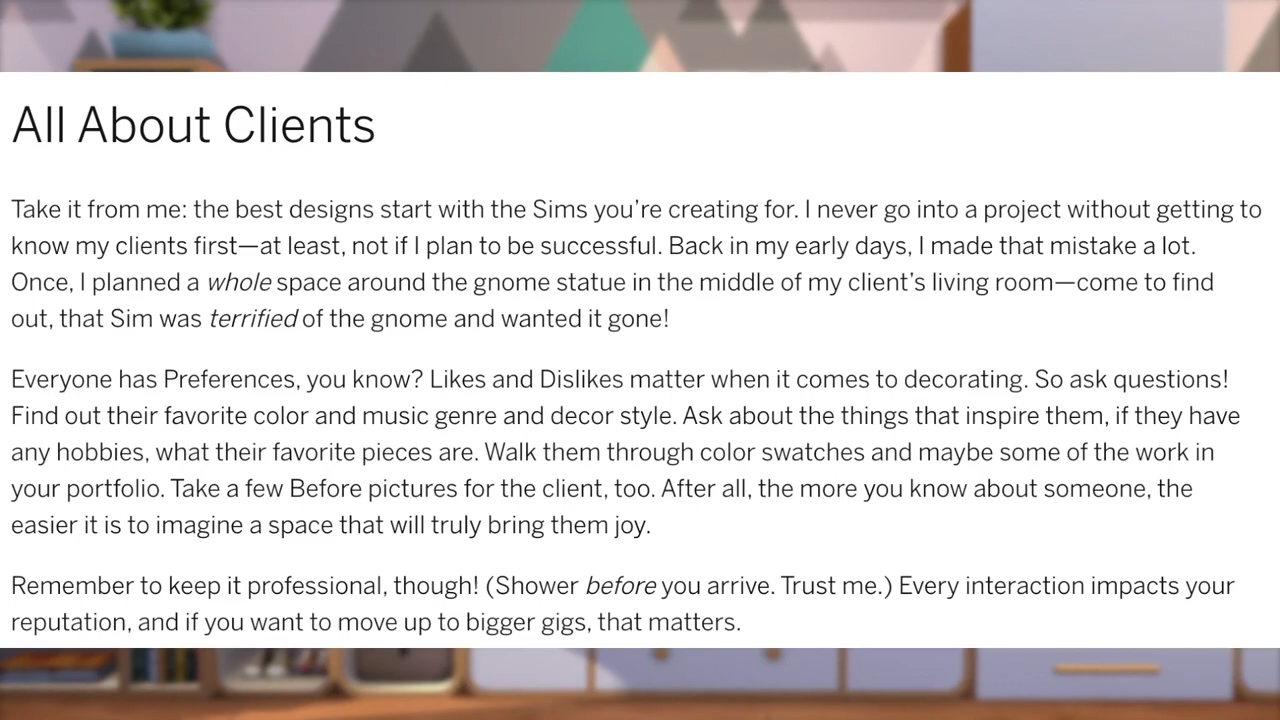 All About Clients
Take it from me: the best designs start with the Sims you’re creating for. I never go into a project without getting to
know my clients first—at least, not if I plan to be successful. Back in my early days, I made that mistake a lot.
Once, I planned a whole space around the gnome statue in the middle of my client’s living room—come to find
out, that Sim was terrified of the gnome and wanted it gone!
Everyone has Preferences, you know? Likes and Dislikes matter when it comes to decorating. So ask questions!
Find out their favorite color and music genre and decor style. Ask about the things that inspire them, if they have
any hobbies, what their favorite pieces are. Walk them through color swatches and maybe some of the work in
your portfolio. Take a few Before pictures for the client, too. After all, the more you know about someone, the
easier it is to imagine a space that will truly bring them joy.
Remember to keep it professional, though! (Shower before you arrive. Trust me.) Every interaction impacts your
reputation, and if you want to move up to bigger gigs, that matters.